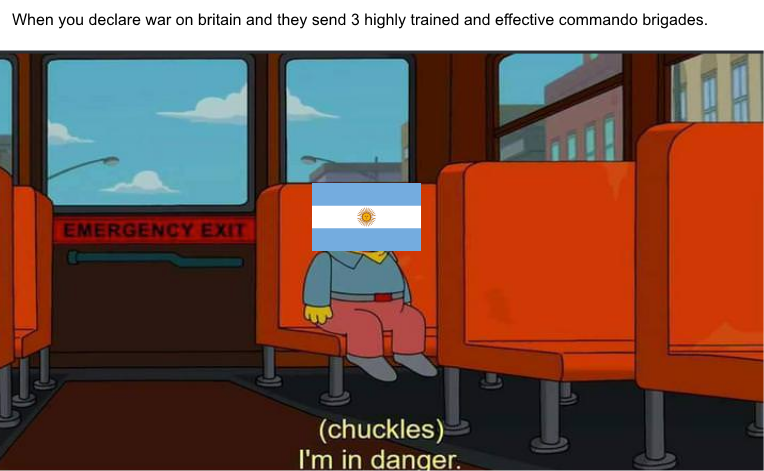 When you declare war on britain and they send 3 highly trained and effective commando brigades.
EMERGENCY EXIT
(chuckles)
I'm in danger.